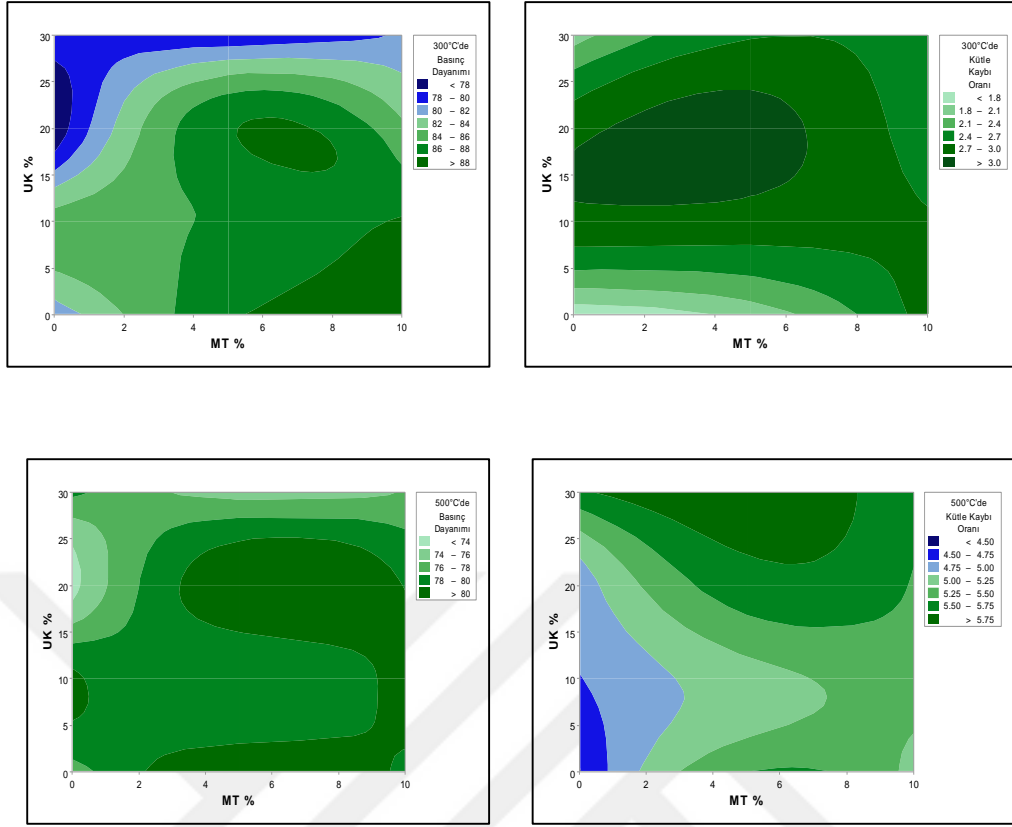 300°C'de
Basınç
Dayanımı
< 78
78 – 80
80 – 82
82 – 84
84 – 86
86 – 88
> 88
30
25
20
15
10
5
0
UK %
0 2 4 6 8 10
MT %
300°C'de
Kütle
Kaybı
Oranı
< 1.8
1.8 – 2.1
2.1 – 2.4
2.4 – 2.7
2.7 – 3.0
> 3.0
30
25
20
15
10
5
0
UK %
0 2 4 6 8 10
MT %
500°C'de
Basınç
Dayanımı
< 74
74 – 76
76 – 78
78 – 80
> 80
30
25
20
15
10
5
0
UK %
0 2 4 6 8 10
MT %
500°C'de
Kütle Kaybı
Oranı
< 4.50
4.50 – 4.75
4.75 – 5.00
5.00 – 5.25
5.25 – 5.50
5.50 – 5.75
> 5.75
30
25
20
15
10
5
0
UK %
0 2 4 6 8 10
MT %